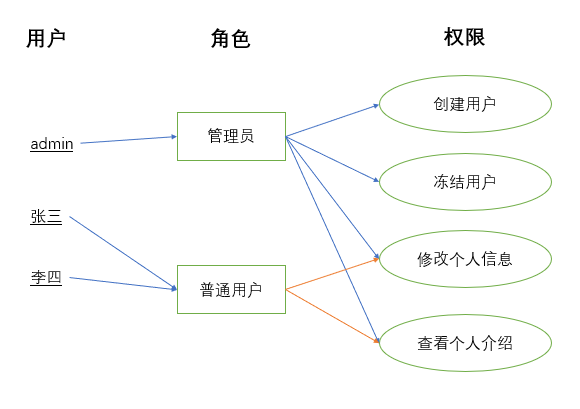 用户
角色
权限
admin
张三
李四
管理员
普通用户
创建用户
冻结用户
修改个人信息
查看个人介绍